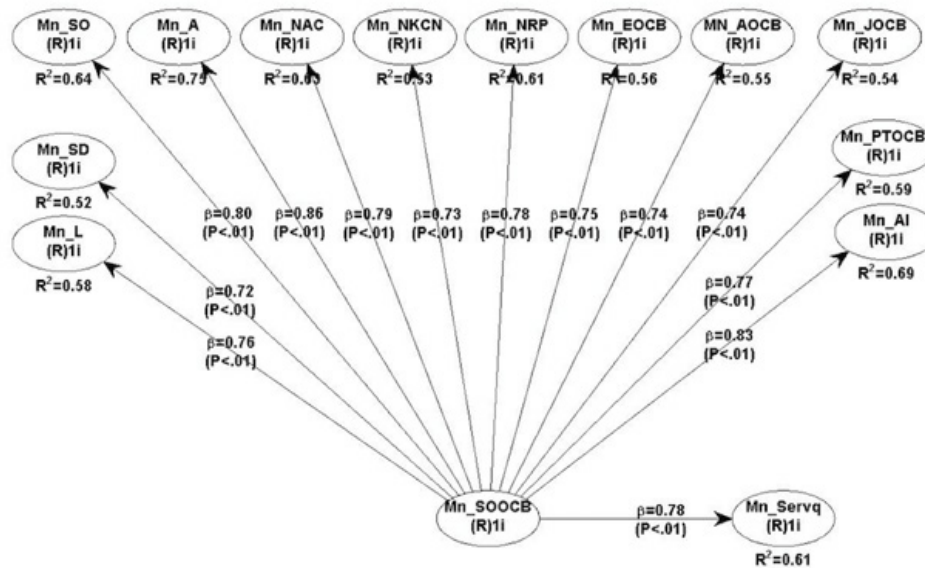 Mn_SO
(R)1i
R²=0.64
Mn_A
(R)1i
R²=0.75
Mn_NAC
(R)1i
Mn_NKCN
(R)1i
R²=0.53
Mn_NRP
(R)1i
R²=0.61
Mn_EOCB
(R)1i
R²=0.56
MN_AOCB
(R)1i
R²=0.55
Mn_JOCB
(R)1i
R²=0.54
Mn_SD
(R)1i
R²=0.52
Mn_PTOCB
(R)1i
R²=0.59
Mn_L
(R)1i
R²=0.58
Mn_AI
(R)1i
R²=0.69
β=0.80
(P<.01)
β=0.86
(P<.01)
β=0.79
(P<.01)
β=0.73
(P<.01)
β=0.78
(P<.01)
β=0.75
(P<.01)
β=0.74
(P<.01)
β=0.74
(P<.01)
β=0.72
(P<.01)
β=0.77
(P<.01)
β=0.76
(P<.01)
β=0.83
(P<.01)
Mn_SOOCB
(R)1i
β=0.78
(P<.01)
Mn_Servq
(R)1i
R²=0.61